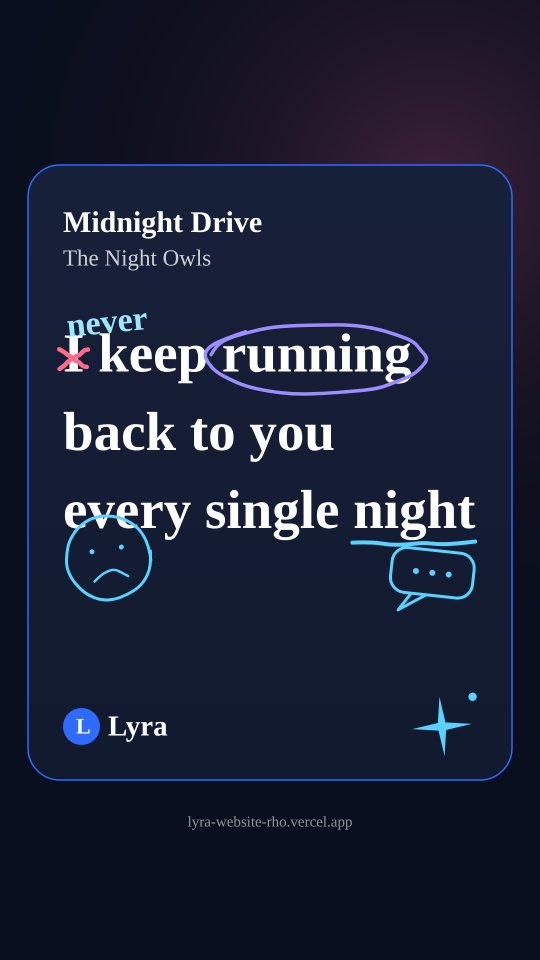 Midnight Drive
The Night Owls
never
I keep running
back to you
every single night
L Lyra
lyra-website-rho.vercel.app